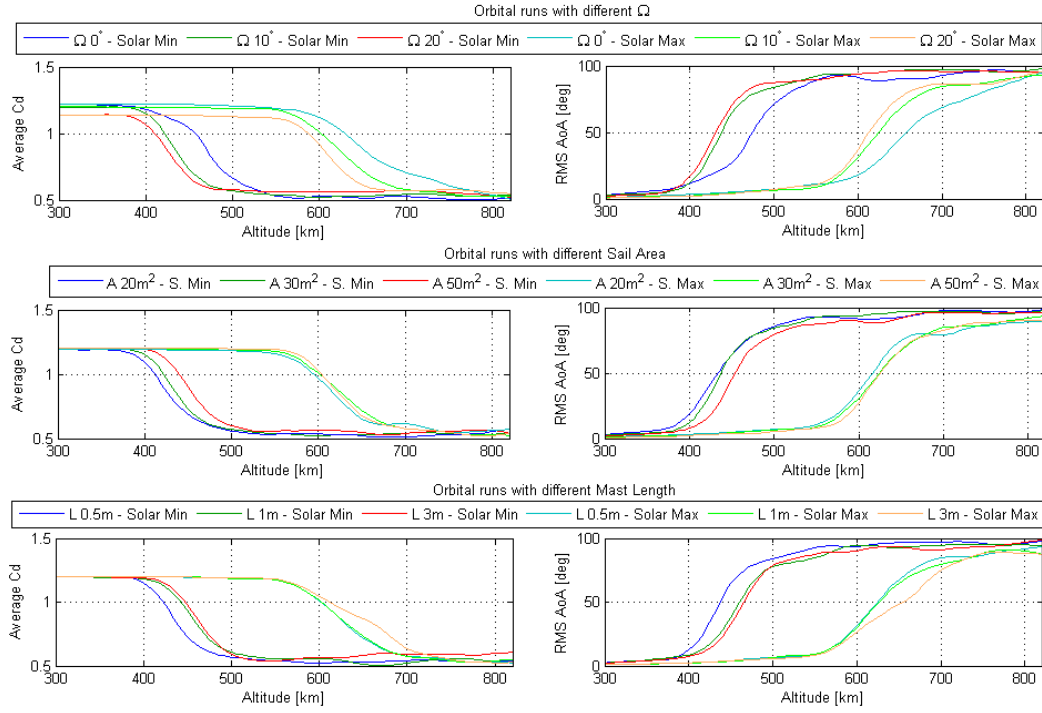 Orbital runs with different Ω
Ω 0° - Solar Min Ω 10° - Solar Min Ω 20° - Solar Min Ω 0° - Solar Max Ω 10° - Solar Max Ω 20° - Solar Max
1.5
1
0.5
Average Cd
300 400 500 600 700 800
Altitude [km]
100
50
0
RMS AoA [deg]
300 400 500 600 700 800
Altitude [km]
Orbital runs with different Sail Area
A 20m² - S. Min A 30m² - S. Min A 50m² - S. Min A 20m² - S. Max A 30m² - S. Max A 50m² - S. Max
1.5
1
0.5
Average Cd
300 400 500 600 700 800
Altitude [km]
100
50
0
RMS AoA [deg]
300 400 500 600 700 800
Altitude [km]
Orbital runs with different Mast Length
L 0.5m - Solar Min L 1m - Solar Min L 3m - Solar Min L 0.5m - Solar Max L 1m - Solar Max L 3m - Solar Max
1.5
1
0.5
Average Cd
300 400 500 600 700 800
Altitude [km]
100
50
0
RMS AoA [deg]
300 400 500 600 700 800
Altitude [km]